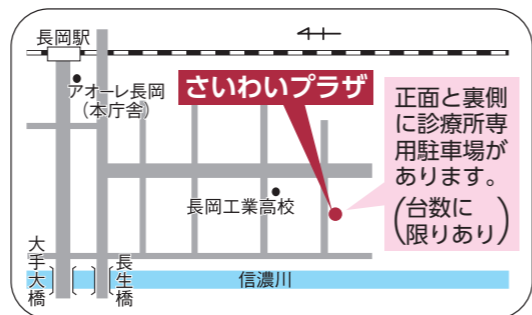 長岡駅
アオーレ長岡
(本庁舎)
さいわいプラザ
正面と裏側
に診療所専
用駐車場が
あります。
(台数に
限りあり)
長岡工業高校
大手大橋
長生橋
信濃川